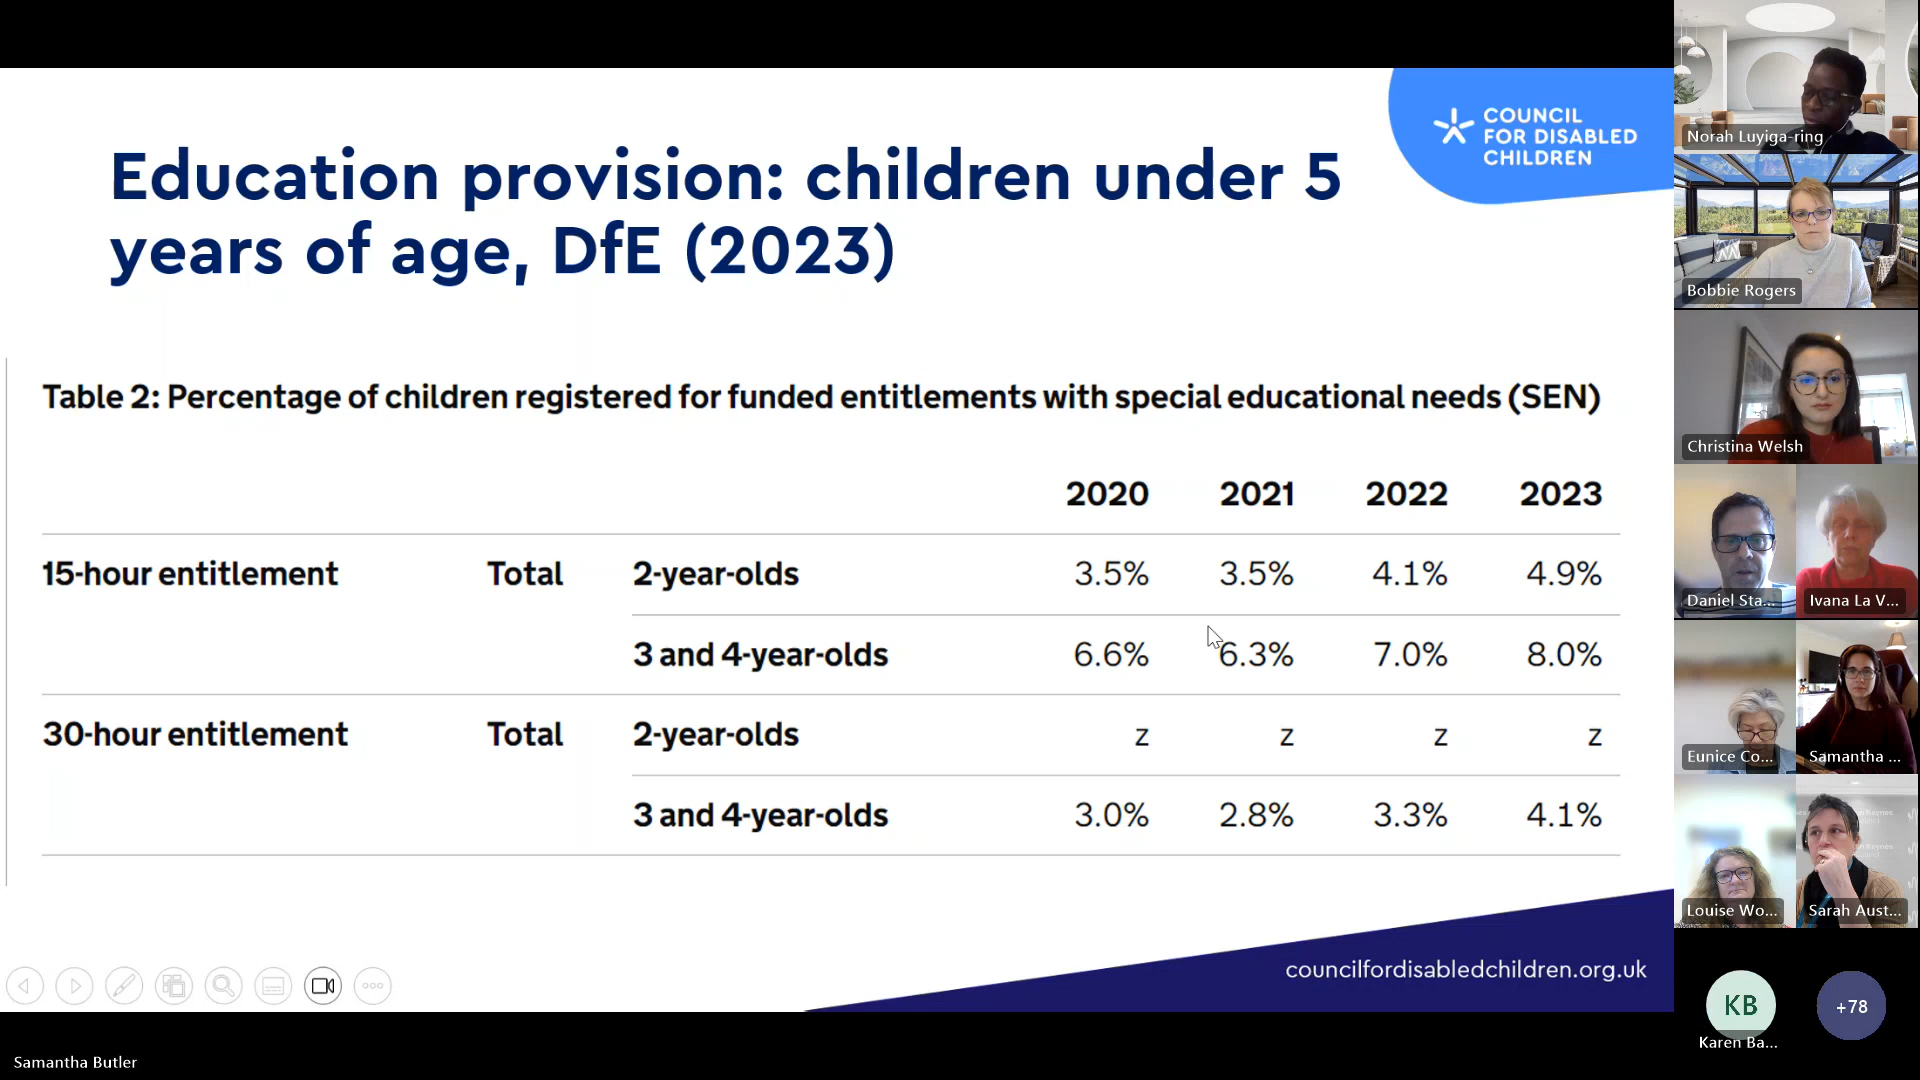 COUNCIL
FOR DISABLED
CHILDREN
Education provision: children under 5
years of age, DfE (2023)
Table 2: Percentage of children registered for funded entitlements with special educational needs (SEN)
2020 2021 2022 2023
15-hour entitlement Total 2-year-olds 3.5% 3.5% 4.1% 4.9%
3 and 4-year-olds 6.6% 6.3% 7.0% 8.0%
30-hour entitlement Total 2-year-olds z z z z
3 and 4-year-olds 3.0% 2.8% 3.3% 4.1%
councilfordisabledchildren.org.uk
Samantha Butler
Norah Luyiga-ring
Bobbie Rogers
Christina Welsh
Daniel Sta...
Ivana La V...
Eunice Co...
Samantha ...
Louise Wo...
Sarah Aust...
KB
+78
Karen Ba...